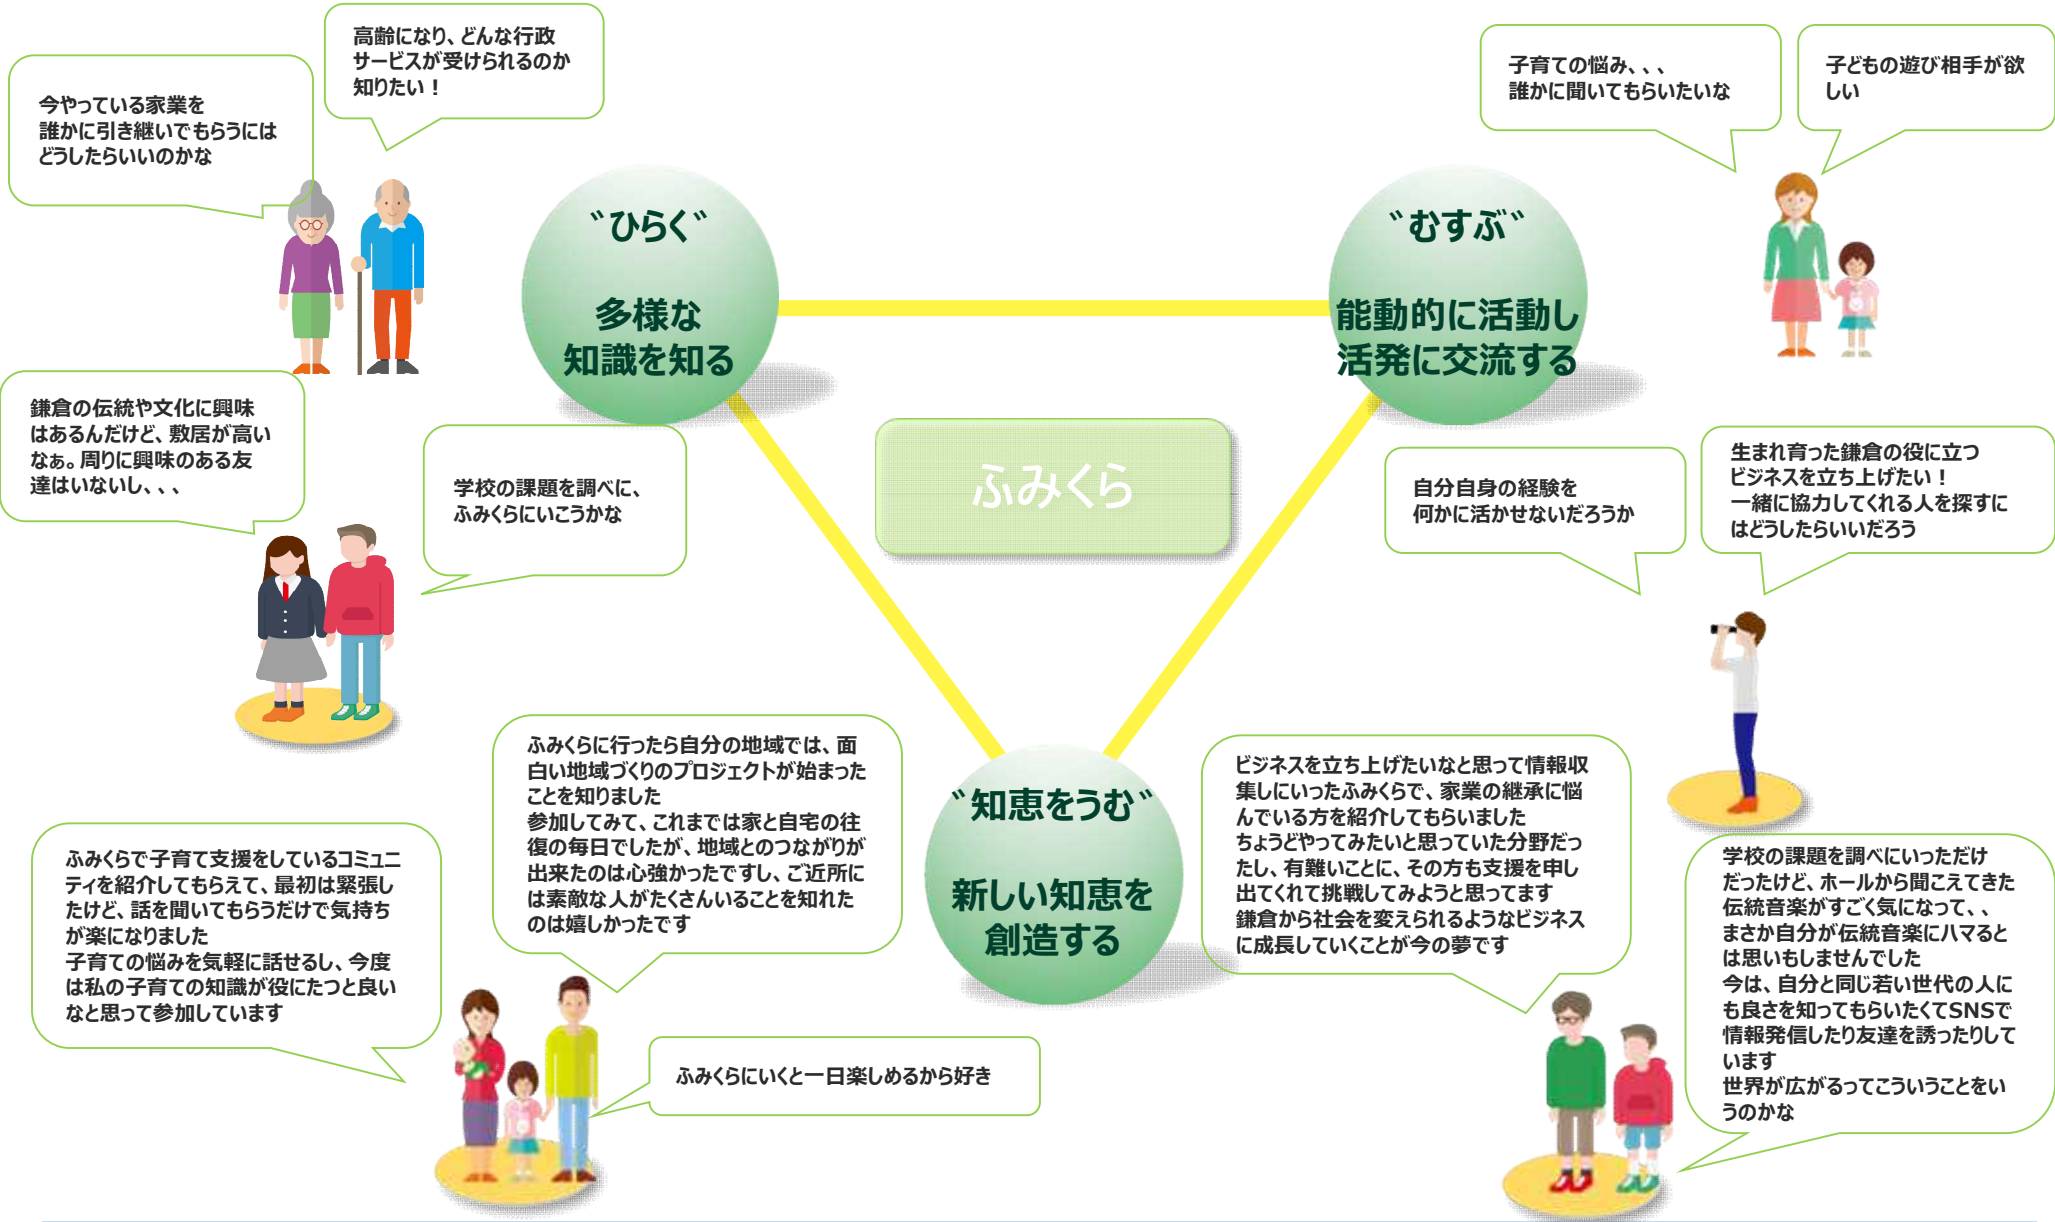 高齢になり、どんな行政
サービスが受けられるのか
知りたい！
今やっている家業を
誰かに引き継いでもらうには
どうしたらいいのかな
子育ての悩み、、、
誰かに聞いてもらいたいな
子どもの遊び相手が欲
しい
〝ひらく〝
多様な
知識を知る
〝むすぶ〝
能動的に活動し
活発に交流する
鎌倉の伝統や文化に興味
はあるんだけど、敷居が高い
なぁ。周りに興味のある友
達はいないし、、、
学校の課題を調べに、
ふみくらにいこうかな
ふみくら
自分自身の経験を
何かに活かせないだろうか
生まれ育った鎌倉の役に立つ
ビジネスを立ち上げたい！
一緒に協力してくれる人を探すに
はどうしたらいいだろう
〝知恵をうむ〝
新しい知恵を
創造する
ふみくらに行ったら自分の地域では、面
白い地域づくりのプロジェクトが始まった
ことを知りました
参加してみて、これまでは家と自宅の往
復の毎日でしたが、地域とのつながりが
出来たのは心強かったですし、ご近所に
は素敵な人がたくさんいることを知れた
のは嬉しかったです
ビジネスを立ち上げたいなと思って情報収
集しにいったふみくらで、家業の継承に悩
んでいる方を紹介してもらいました
ちょうどやってみたいと思っていた分野だっ
たし、有難いことに、その方も支援を申し
出てくれて挑戦してみようと思ってます
鎌倉から社会を変えられるようなビジネス
に成長していくことが今の夢です
ふみくらで子育て支援をしているコミュニ
ティを紹介してもらえて、最初は緊張し
たけど、話を聞いてもらうだけで気持ち
が楽になりました
子育ての悩みを気軽に話せるし、今度
は私の子育ての知識が役にたつと良い
なと思って参加しています
学校の課題を調べにいっただけ
だったけど、ホールから聞こえてきた
伝統音楽がすごく気になって、、
まさか自分が伝統音楽にハマると
は思いもしませんでした
今は、自分と同じ若い世代の人に
も良さを知ってもらいたくてSNSで
情報発信したり友達を誘ったりして
います
世界が広がるってこういうことをい
うのかな
ふみくらにいくと一日楽しめるから好き